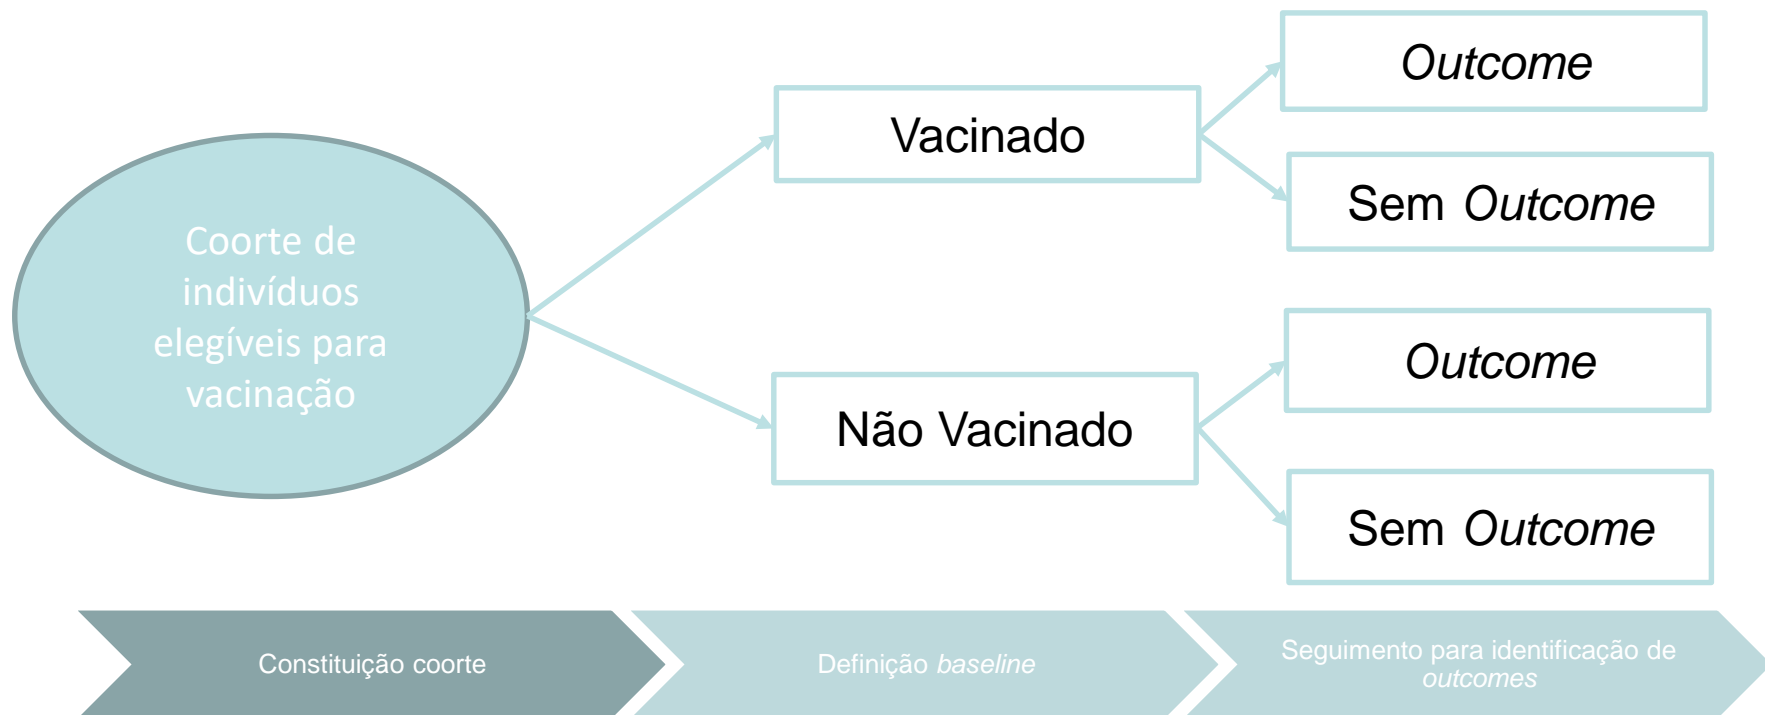 Coorte de
indivíduos
elegíveis para
vacinação
Vacinado
Não Vacinado
Outcome
Sem Outcome
Outcome
Sem Outcome
Constituição coorte
Definição baseline
Seguimento para identificação de
outcomes